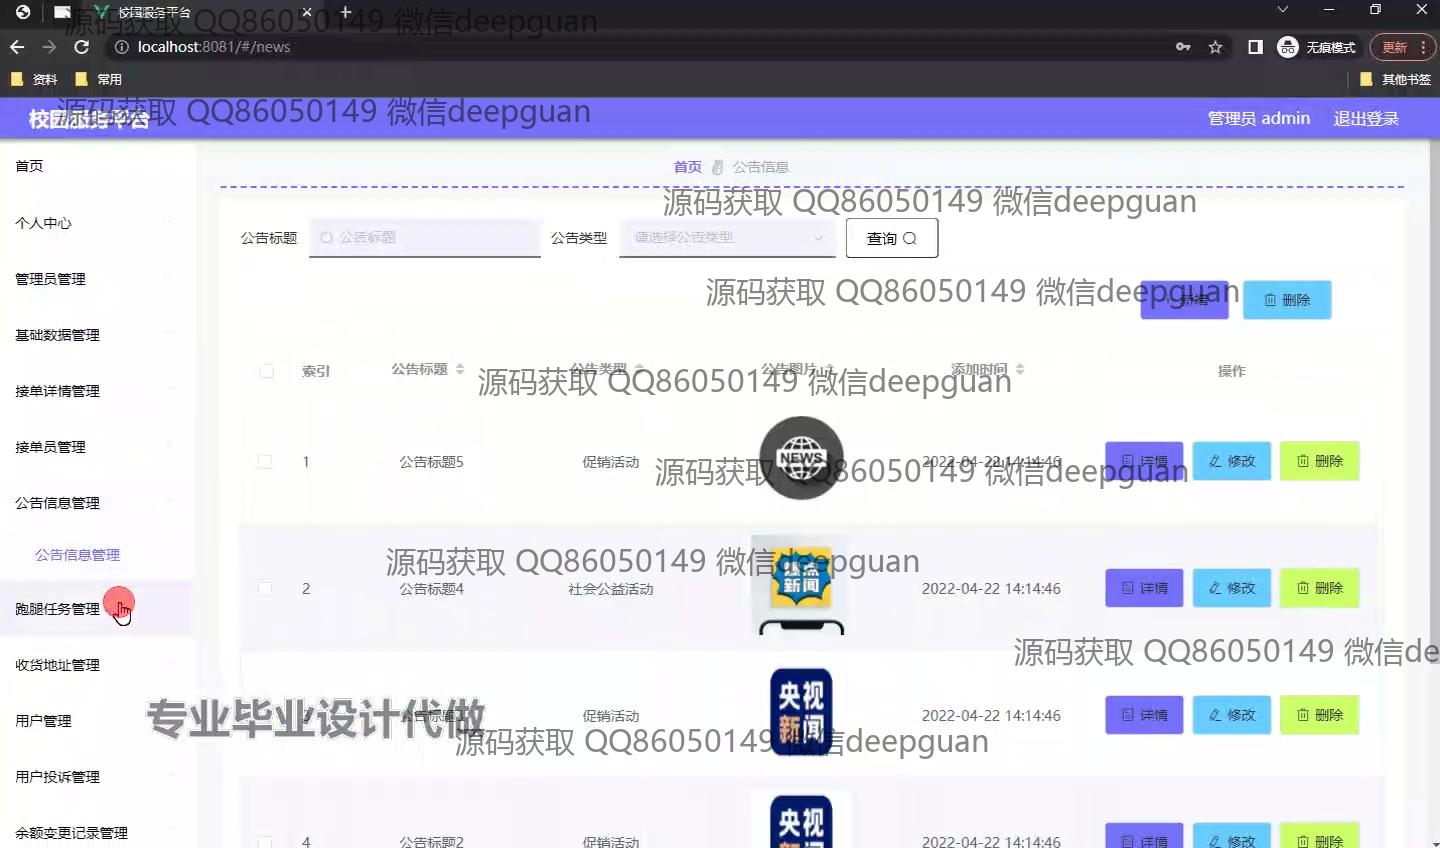 校园服务平台
localhost:8081/#/news
无痕模式
更新
资料
常用
其他书签
源码获取 QQ86050149 微信deepguan
源码获取 QQ86050149 微信deepguan
校园服务平台
管理员 admin
退出登录
首页
公告信息
源码获取 QQ86050149 微信deepguan
公告标题
公告标题
公告类型
请选择公告类型
查询
源码获取 QQ86050149 微信deepguan
新增
删除
索引
公告标题
公告类型
公告图片
添加时间
操作
源码获取 QQ86050149 微信deepguan
1
公告标题5
促销活动
NEWS
2022-04-22 14:14:46
详情
修改
删除
源码获取 QQ86050149 微信deepguan
源码获取 QQ86050149 微信deepguan
2
公告标题4
社会公益活动
热点
新闻
2022-04-22 14:14:46
详情
修改
删除
源码获取 QQ86050149 微信de
公告标题
促销活动
央视
新闻
2022-04-22 14:14:46
详情
修改
删除
专业毕业设计代做
源码获取 QQ86050149 微信deepguan
4
公告标题2
促销活动
央视
2022-04-22 14:14:46
详情
修改
删除
首页
个人中心
管理员管理
基础数据管理
接单详情管理
接单员管理
公告信息管理
公告信息管理
跑腿任务管理
收货地址管理
用户管理
用户投诉管理
余额变更记录管理